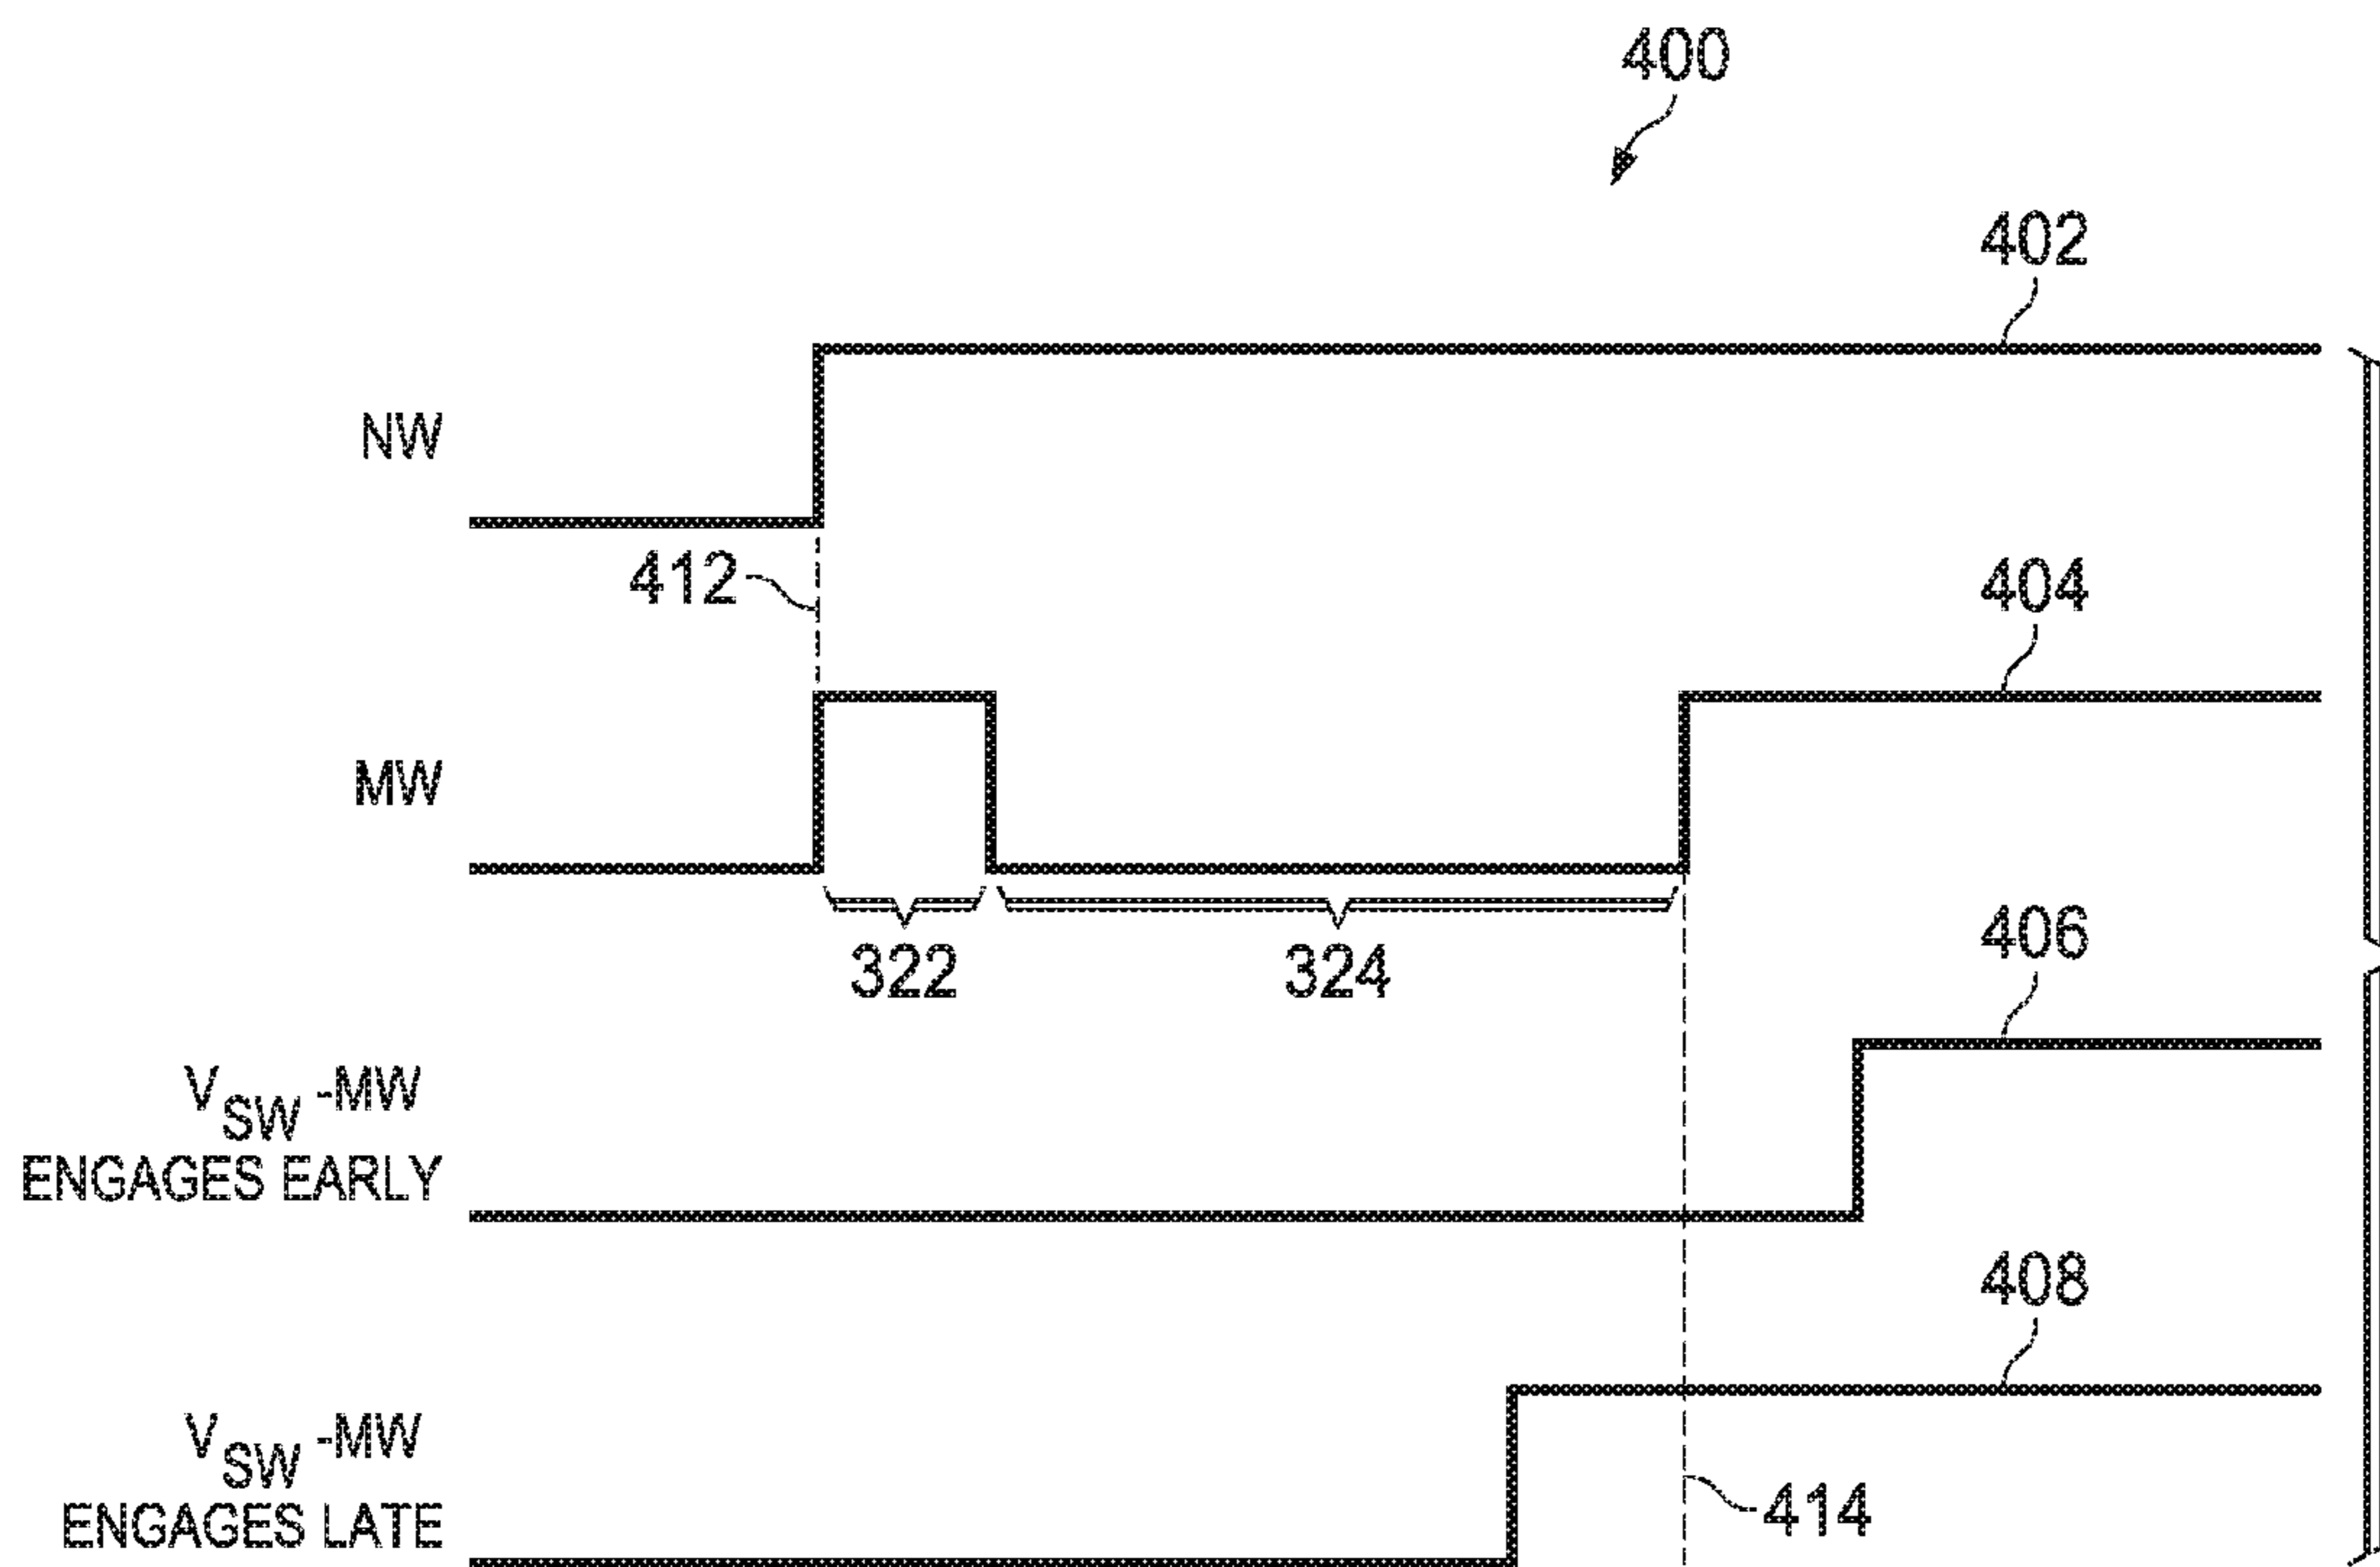 400
402
NW
412
404
MW
322
324
406
VSW -MW
ENGAGES EARLY
408
VSW -MW
ENGAGES LATE
414